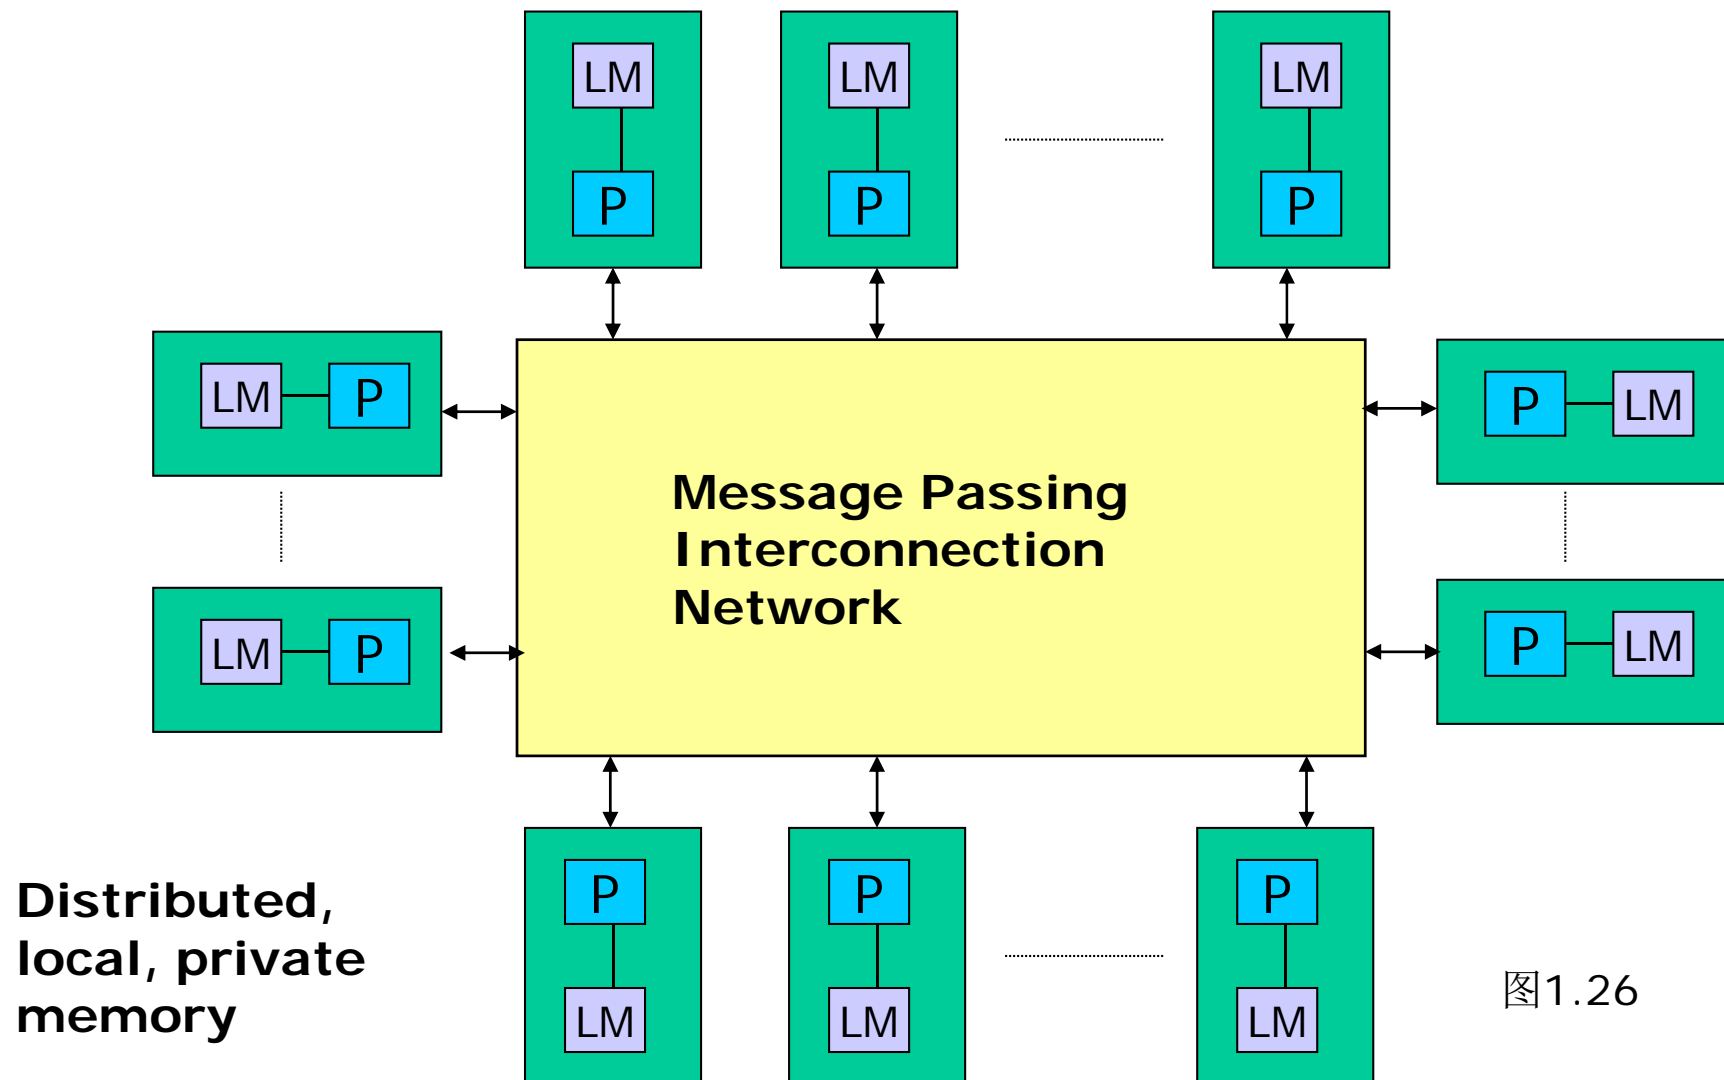 LM LM LM
P P P
LM P P LM
Message Passing
Interconnection
Network
LM P P LM
P P P
Distributed,
local, private
memory
LM LM LM
图1.26